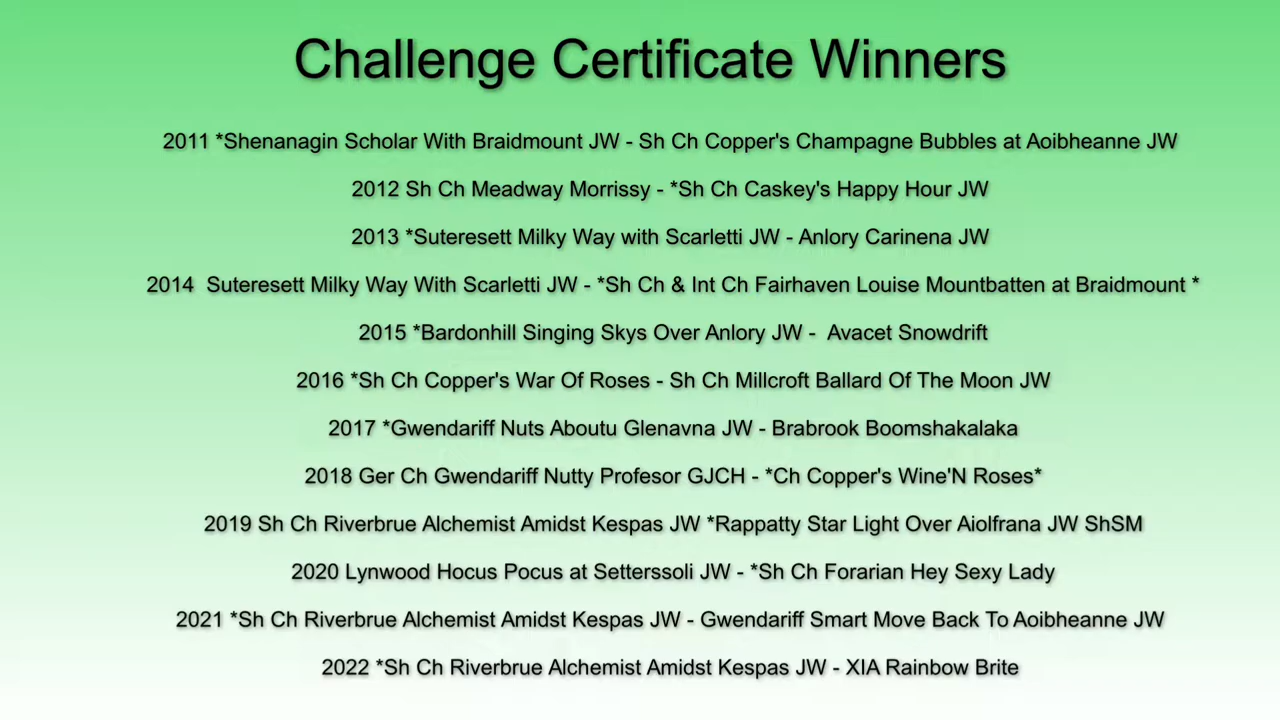 Challenge Certificate Winners
2011 *Shenanagin Scholar With Braidmount JW - Sh Ch Copper's Champagne Bubbles at Aoibheanne JW
2012 Sh Ch Meadway Morrissy - *Sh Ch Caskey's Happy Hour JW
2013 *Suteresett Milky Way with Scarletti JW - Anlory Carinena JW
2014  Suteresett Milky Way With Scarletti JW - *Sh Ch & Int Ch Fairhaven Louise Mountbatten at Braidmount *
2015 *Bardonhill Singing Skys Over Anlory JW -  Avacet Snowdrift
2016 *Sh Ch Copper's War Of Roses - Sh Ch Millcroft Ballard Of The Moon JW
2017 *Gwendariff Nuts Aboutu Glenavna JW - Brabrook Boomshakalaka
2018 Ger Ch Gwendariff Nutty Profesor GJCH - *Ch Copper's Wine'N Roses*
2019 Sh Ch Riverbrue Alchemist Amidst Kespas JW *Rappatty Star Light Over Aiolfrana JW ShSM
2020 Lynwood Hocus Pocus at Setterssoli JW - *Sh Ch Forarian Hey Sexy Lady
2021 *Sh Ch Riverbrue Alchemist Amidst Kespas JW - Gwendariff Smart Move Back To Aoibheanne JW
2022 *Sh Ch Riverbrue Alchemist Amidst Kespas JW - XIA Rainbow Brite